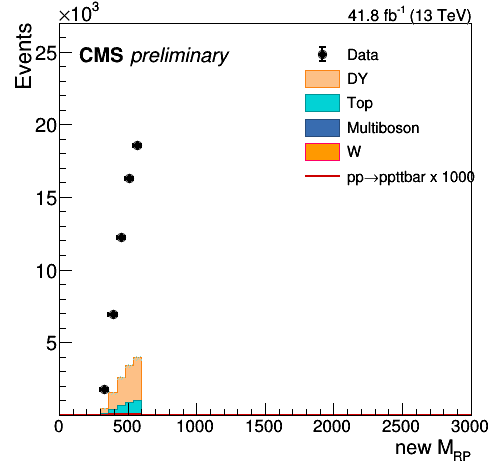 ×10³
41.8 fb⁻¹ (13 TeV)
Events
CMS preliminary
Data
DY
Top
Multiboson
W
pp→ppttbar x 1000
25
20
15
10
5
0 500 1000 1500 2000 2500 3000
new M_RP